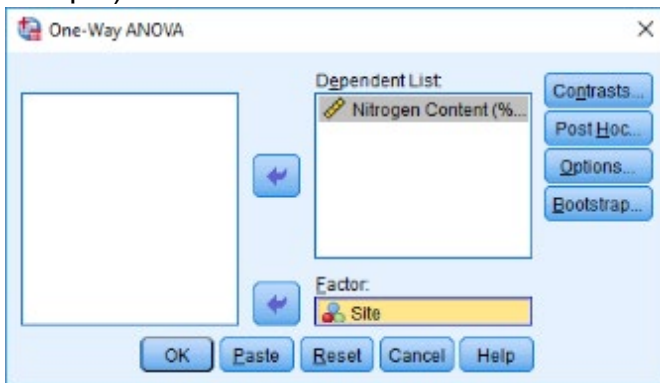 One-Way ANOVA
Dependent List:
Nitrogen Content (%...
Contrasts...
Post Hoc...
Options...
Bootstrap...
Factor:
Site
OK Paste Reset Cancel Help